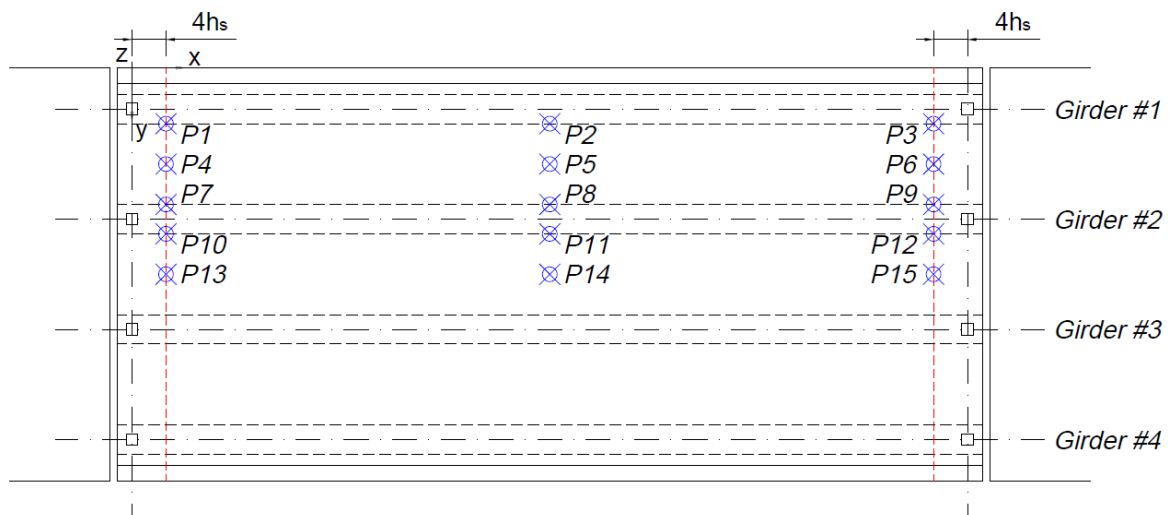 4hs 4hs
z x
Girder #1
y P1 P2 P3
P4 P5 P6
P7 P8 P9
Girder #2
P10 P11 P12
P13 P14 P15
Girder #3
Girder #4